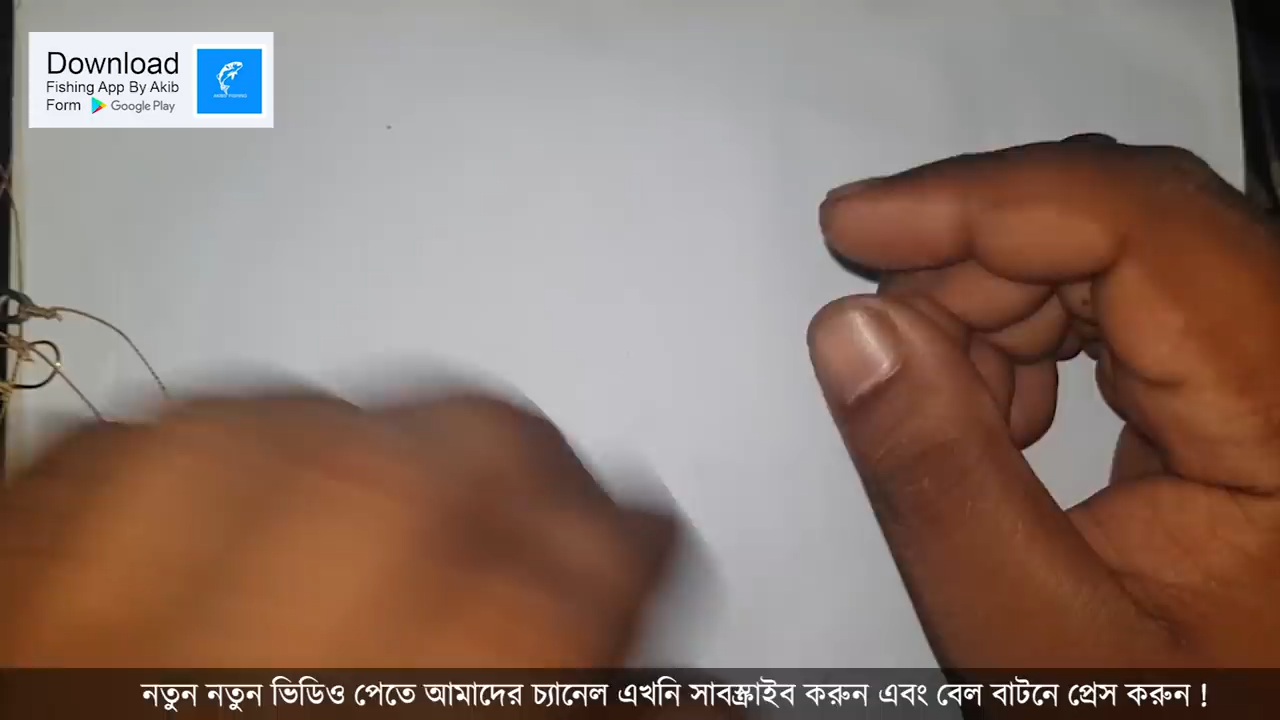 Download
Fishing App By Akib
Form Google Play
নতুন নতুন ভিডিও পেতে আমাদের চ্যানেল এখনি সাবস্ক্রাইব করুন এবং বেল বাটনে প্রেস করুন !